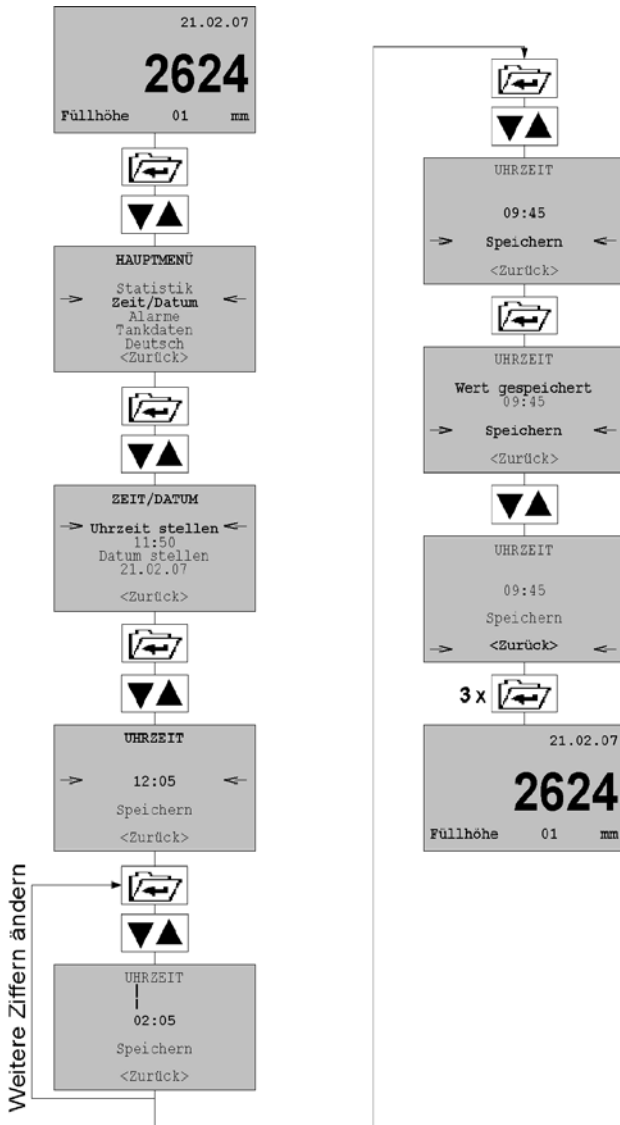 21.02.07
2624
Füllhöhe 01 mm
HAUPTMENÜ
Statistik
Zeit/Datum
Alarme
Tankdaten
Deutsch
<Zurück>
ZEIT/DATUM
Uhrzeit stellen
11:50
Datum stellen
21.02.07
<Zurück>
UHRZEIT
12:05
Speichern
<Zurück>
Weitere Ziffern ändern
UHRZEIT
02:05
Speichern
<Zurück>
UHRZEIT
09:45
Speichern
<Zurück>
UHRZEIT
Wert gespeichert
09:45
Speichern
<Zurück>
UHRZEIT
09:45
Speichern
<Zurück>
3 x
21.02.07
2624
Füllhöhe 01 mm